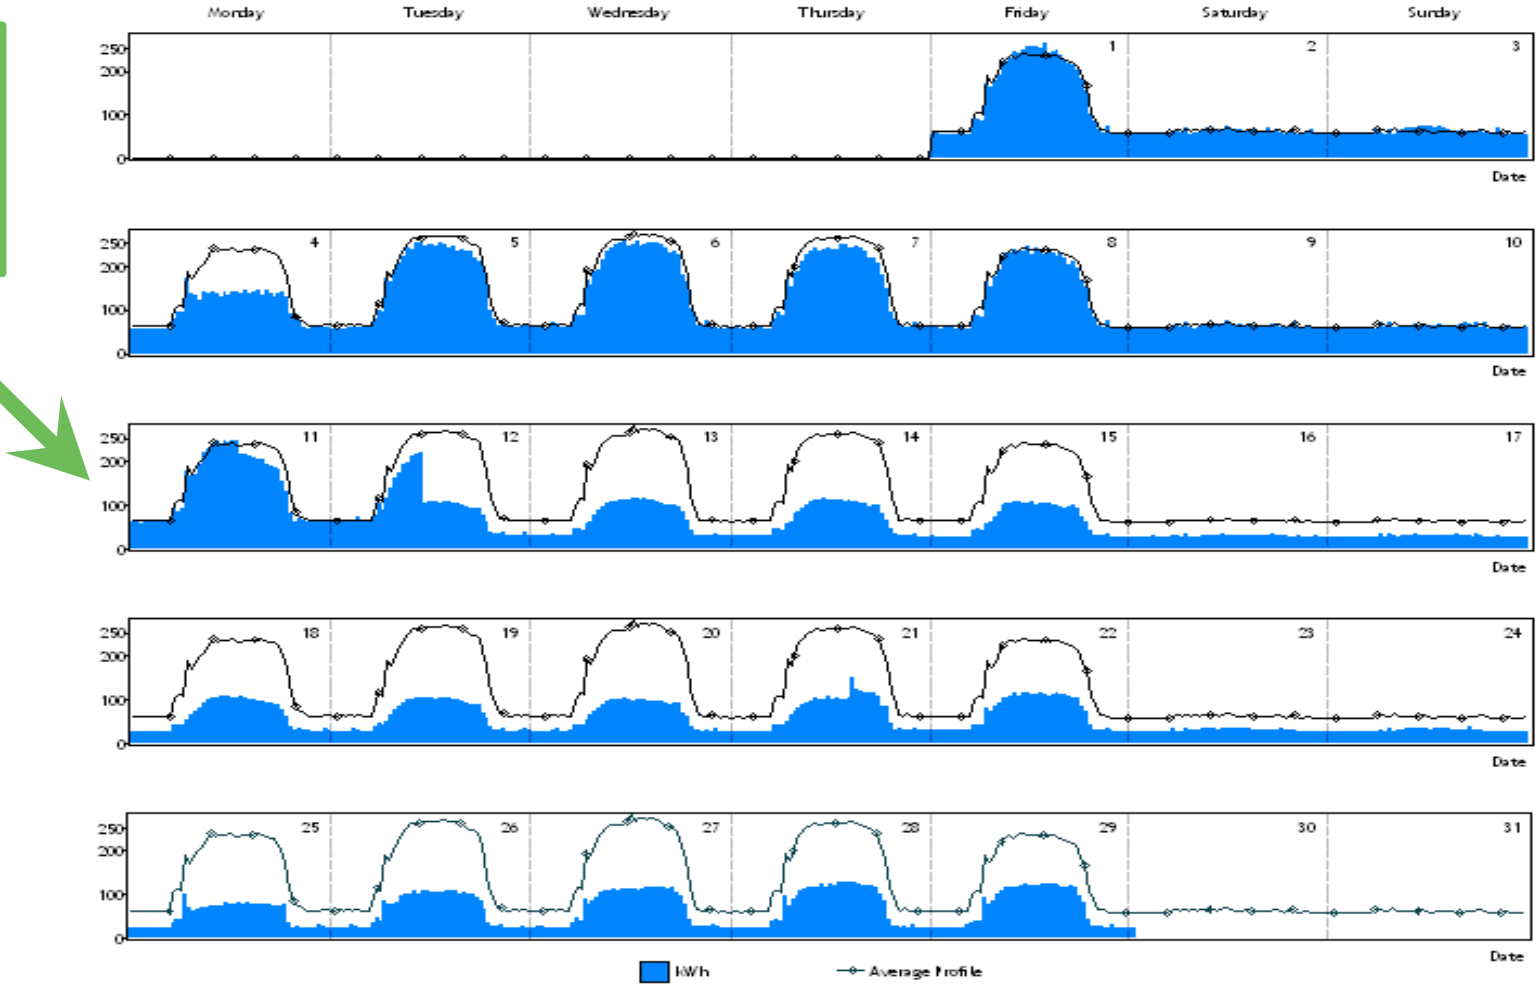 Monday Tuesday Wednesday Thursday Friday Saturday Sunday
250 1 2 3
200
100
0
Date
250 4 5 6 7 8 9 10
200
100
0
Date
250 11 12 13 14 15 16 17
200
100
0
Date
250 18 19 20 21 22 23 24
200
100
0
Date
250 25 26 27 28 29 30 31
200
100
0
Date
kWh Average Profile